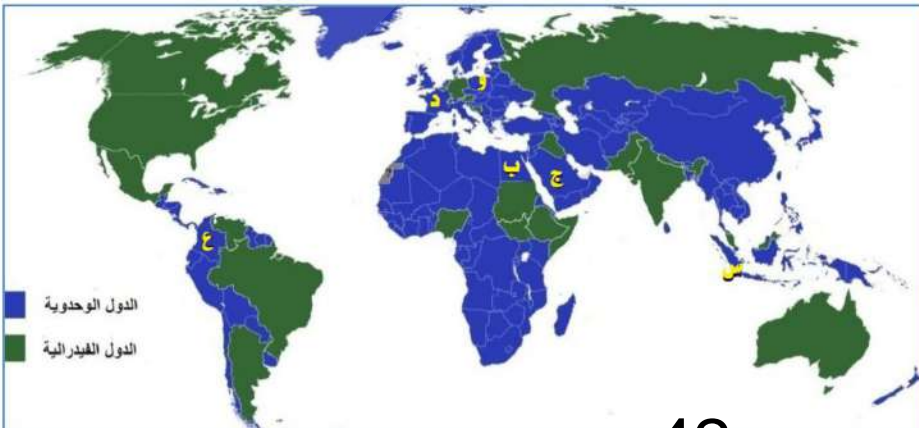 و
د
ب
ج
ع
س
الدول الوحدوية
الدول الفيدرالية